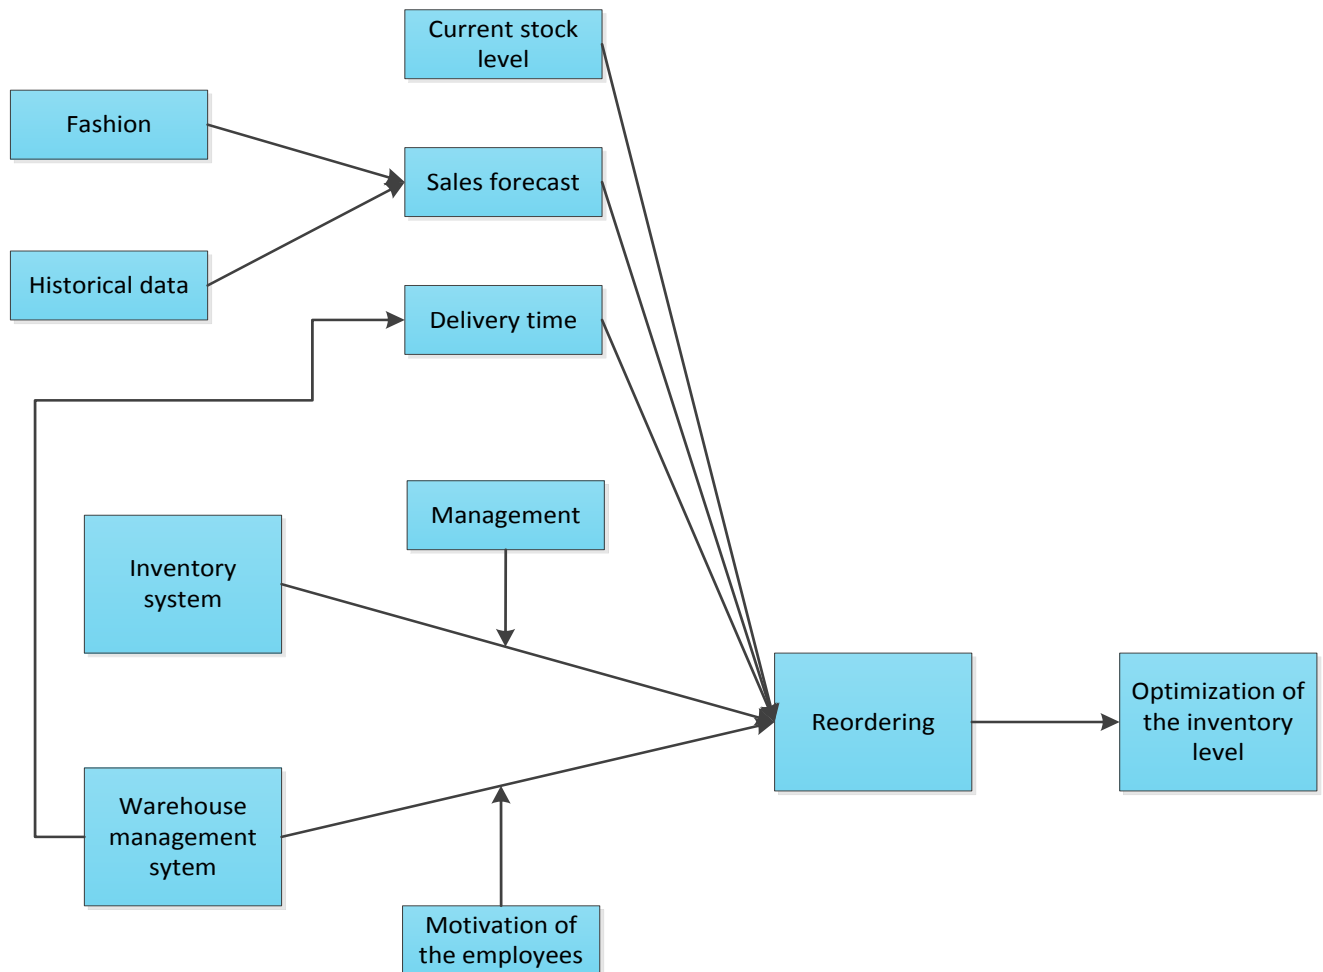 Current stock
level
Fashion
Sales forecast
Historical data
Delivery time
Management
Inventory
system
Reordering
Optimization of
the inventory
level
Warehouse
management
sytem
Motivation of
the employees